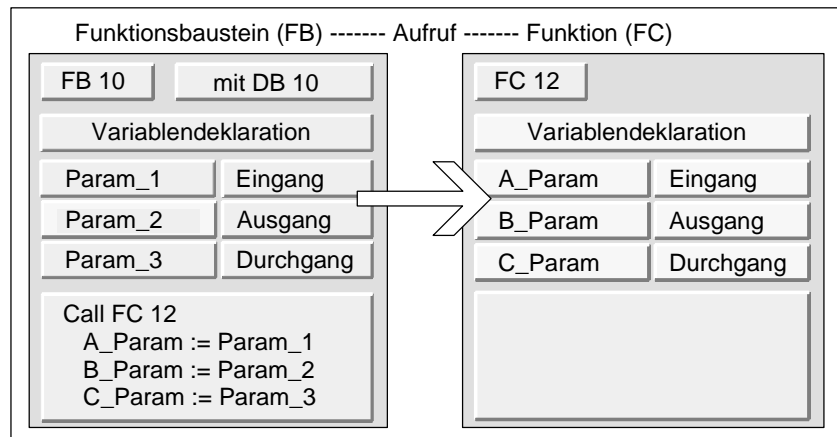 Funktionsbaustein (FB) ------- Aufruf ------- Funktion (FC)
FB 10 mit DB 10
Variablendeklaration
Param_1 Eingang
Param_2 Ausgang
Param_3 Durchgang
Call FC 12
A_Param := Param_1
B_Param := Param_2
C_Param := Param_3
FC 12
Variablendeklaration
A_Param Eingang
B_Param Ausgang
C_Param Durchgang